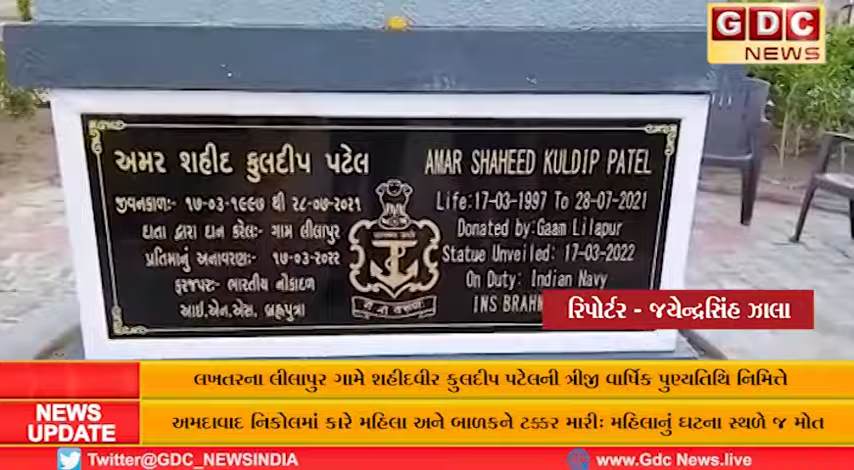 GDC
NEWS
અમર શહીદ કુલદીપ પટેલ
જીવનકાળ:- ૧૭-૦૩-૧૯૯૭ થી ૨૮-૦૭-૨૦૨૧
દાતા દ્વારા દાન કરેલ:- ગામ લીલાપુર
પ્રતિમાનું અનાવરણ:- ૧૭-૦૩-૨૦૨૨
ફરજપર:- ભારતીય નૌકાદળ
આઈ.એન.એસ. બ્રહ્મપુત્રા
AMAR SHAHEED KULDIP PATEL
Life:17-03-1997 To 28-07-2021
Donated by:Gaam Lilapur
Statue Unveiled: 17-03-2022
On Duty: Indian Navy
INS BRAHM
રિપોર્ટર - જયેન્દ્રસિંહ ઝાલા
લખતરના લીલાપુર ગામે શહીદવીર કુલદીપ પટેલની ત્રીજી વાર્ષિક પુણ્યતિથિ નિમિત્તે
NEWS
UPDATE
અમદાવાદ નિકોલમાં કારે મહિલા અને બાળકને ટક્કર મારી: મહિલાનું ઘટના સ્થળે જ મોત
Twitter@GDC_NEWSINDIA
www.Gdc News.live